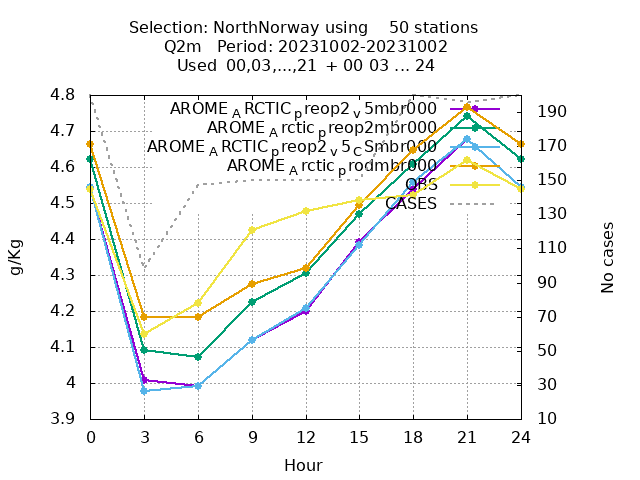 Selection: NorthNorway using 50 stations
Q2m Period: 20231002-20231002
Used 00,03,...,21 + 00 03 ... 24
4.8
4.7
4.6
4.5
4.4
4.3
4.2
4.1
4
3.9
g/Kg
AROME_ARCTIC_preop2_v5mbr000
AROME_Arctic_preop2mbr000
AROME_ARCTIC_preop2_v5_CSmbr000
AROME_Arctic_prodmbr000
OBS
CASES
190
170
150
130
110
90
70
50
30
10
No cases
0 3 6 9 12 15 18 21 24
Hour